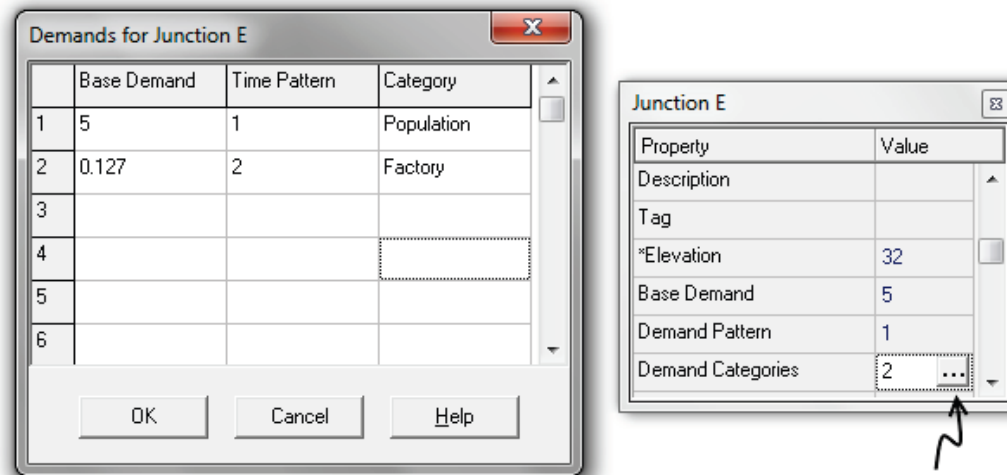 Demands for Junction E
Base Demand Time Pattern Category
1 5 1 Population
2 0.127 2 Factory
3
4
5
6
OK Cancel Help
Junction E
Property Value
Description
Tag
*Elevation 32
Base Demand 5
Demand Pattern 1
Demand Categories 2 ...